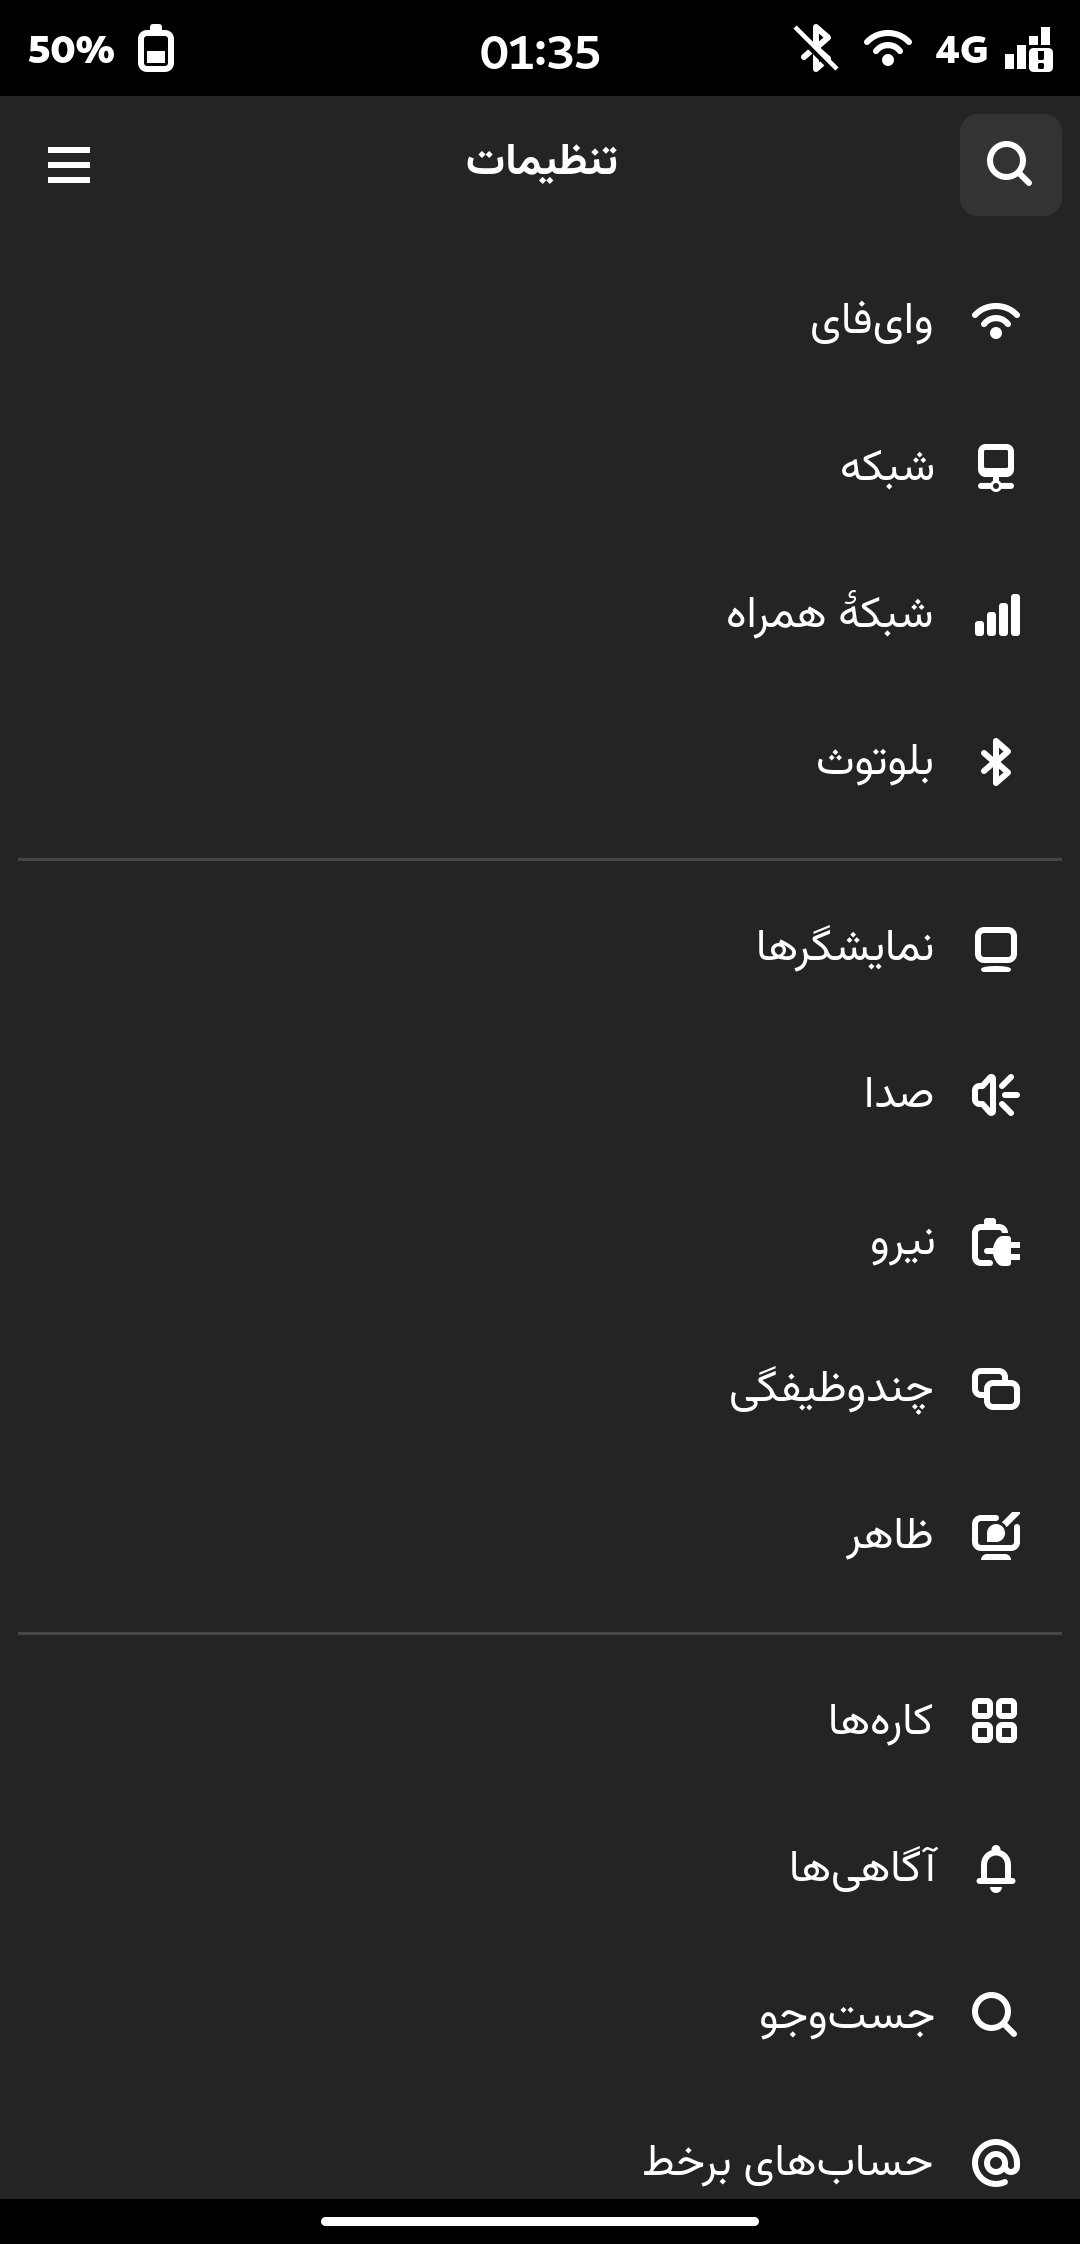 50%
01:35
4G
تنظیمات
وای‌فای
شبکه
شبکهٔ همراه
بلوتوث
نمایشگرها
صدا
نیرو
چندوظیفگی
ظاهر
کاره‌ها
آگاهی‌ها
جست‌وجو
حساب‌های برخط